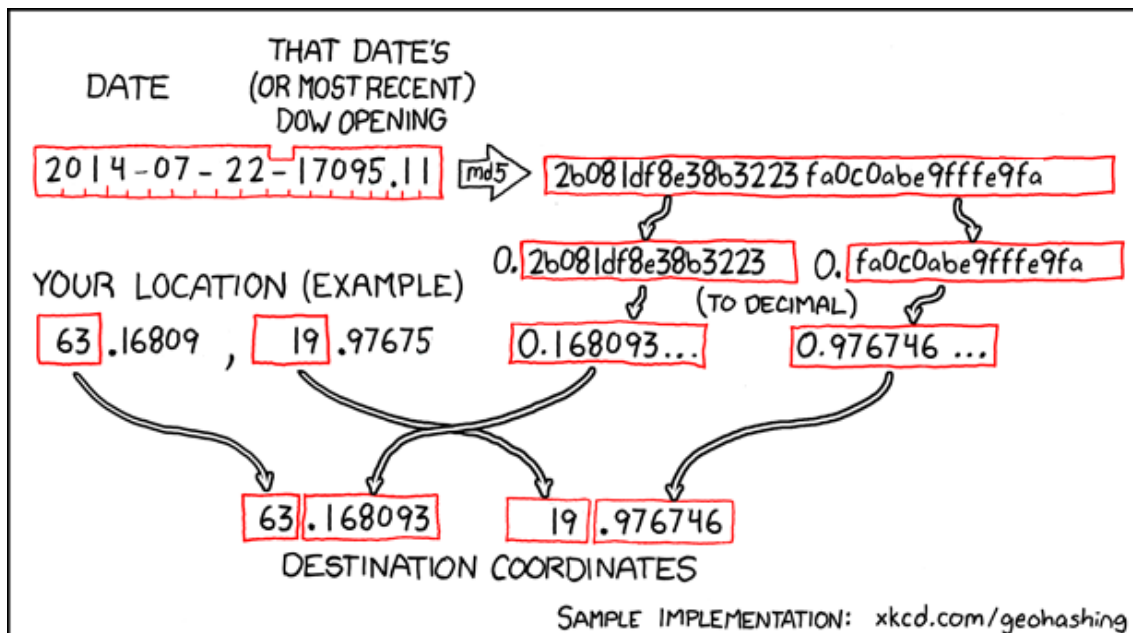 DATE
THAT DATE'S
(OR MOST RECENT)
DOW OPENING
2014-07-22-17095.11
md5
2b081df8e38b3223fa0c0abe9fffe9fa
0.2b081df8e38b3223
0.fa0c0abe9fffe9fa
(TO DECIMAL)
YOUR LOCATION (EXAMPLE)
63.16809, 19.97675
0.168093...
0.976746...
63.168093
19.976746
DESTINATION COORDINATES
SAMPLE IMPLEMENTATION: xkcd.com/geohashing